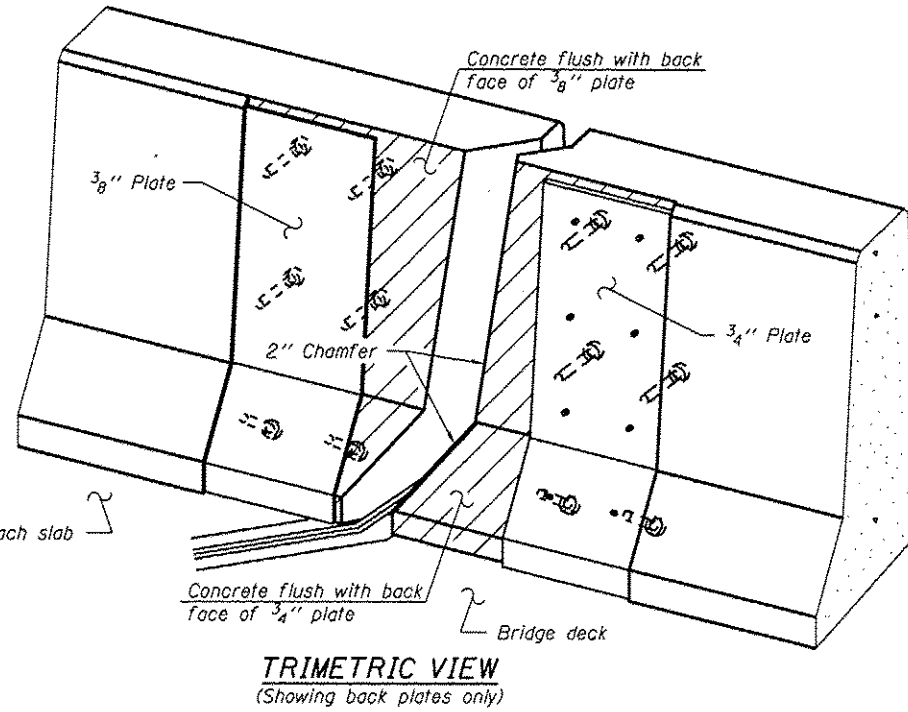 Concrete flush with back
face of 3/8" plate
3/8" Plate
2" Chamfer
3/4" Plate
ach slab
Concrete flush with back
face of 3/4" plate
Bridge deck
TRIMETRIC VIEW
(Showing back plates only)